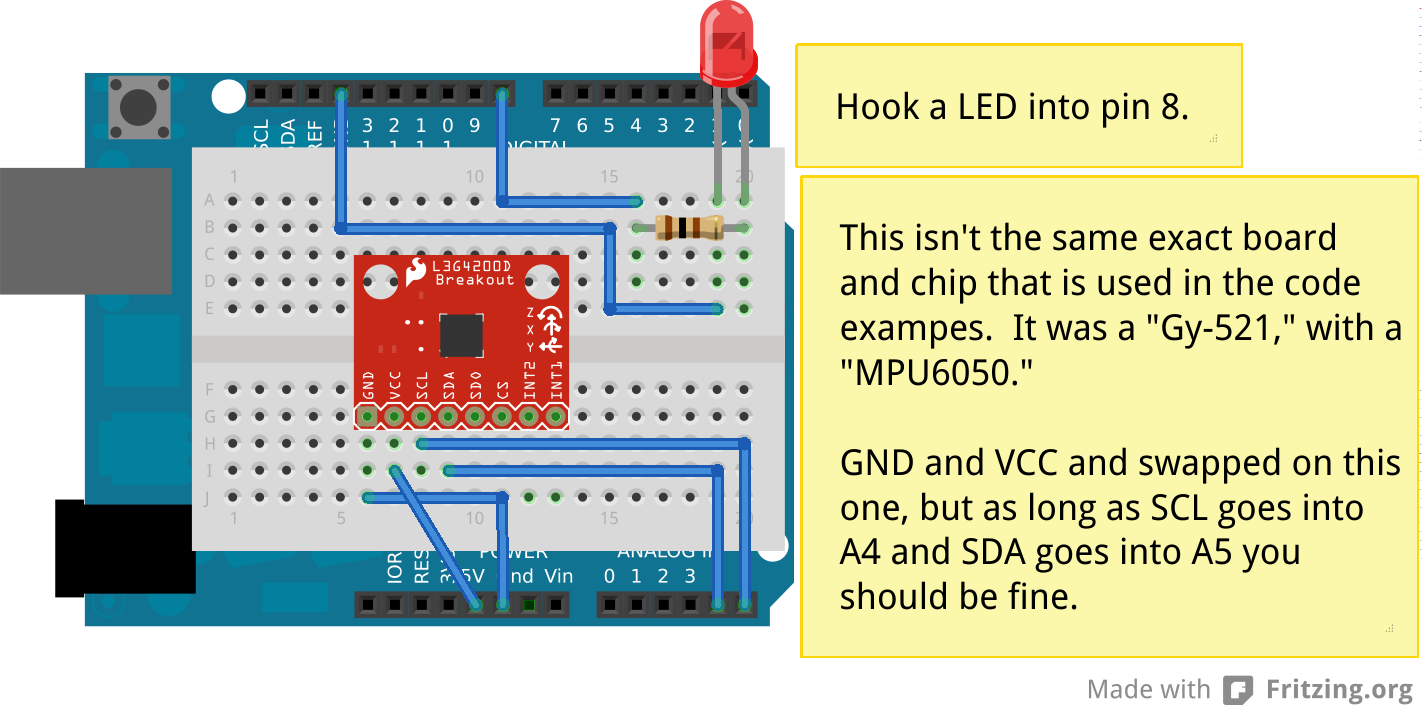 Hook a LED into pin 8.
This isn't the same exact board
and chip that is used in the code
exampes. It was a "Gy-521," with a
"MPU6050."
GND and VCC and swapped on this
one, but as long as SCL goes into
A4 and SDA goes into A5 you
should be fine.
SCL
SDA
REF
3 2 1 0 9
1 1 1 1
7 6 5 4 3 2
DIGITAL
1 10 15 20
A
B
C
D
E
L3G4200D
Breakout
Z
X
Y
GND VCC SCL SDA SDO CS INT2 INT1
F
G
H
I
J
1 5 10 15 20
IOR
RES
POWER
ANALOG I
5V Gnd Vin
0 1 2 3
Made with Fritzing.org